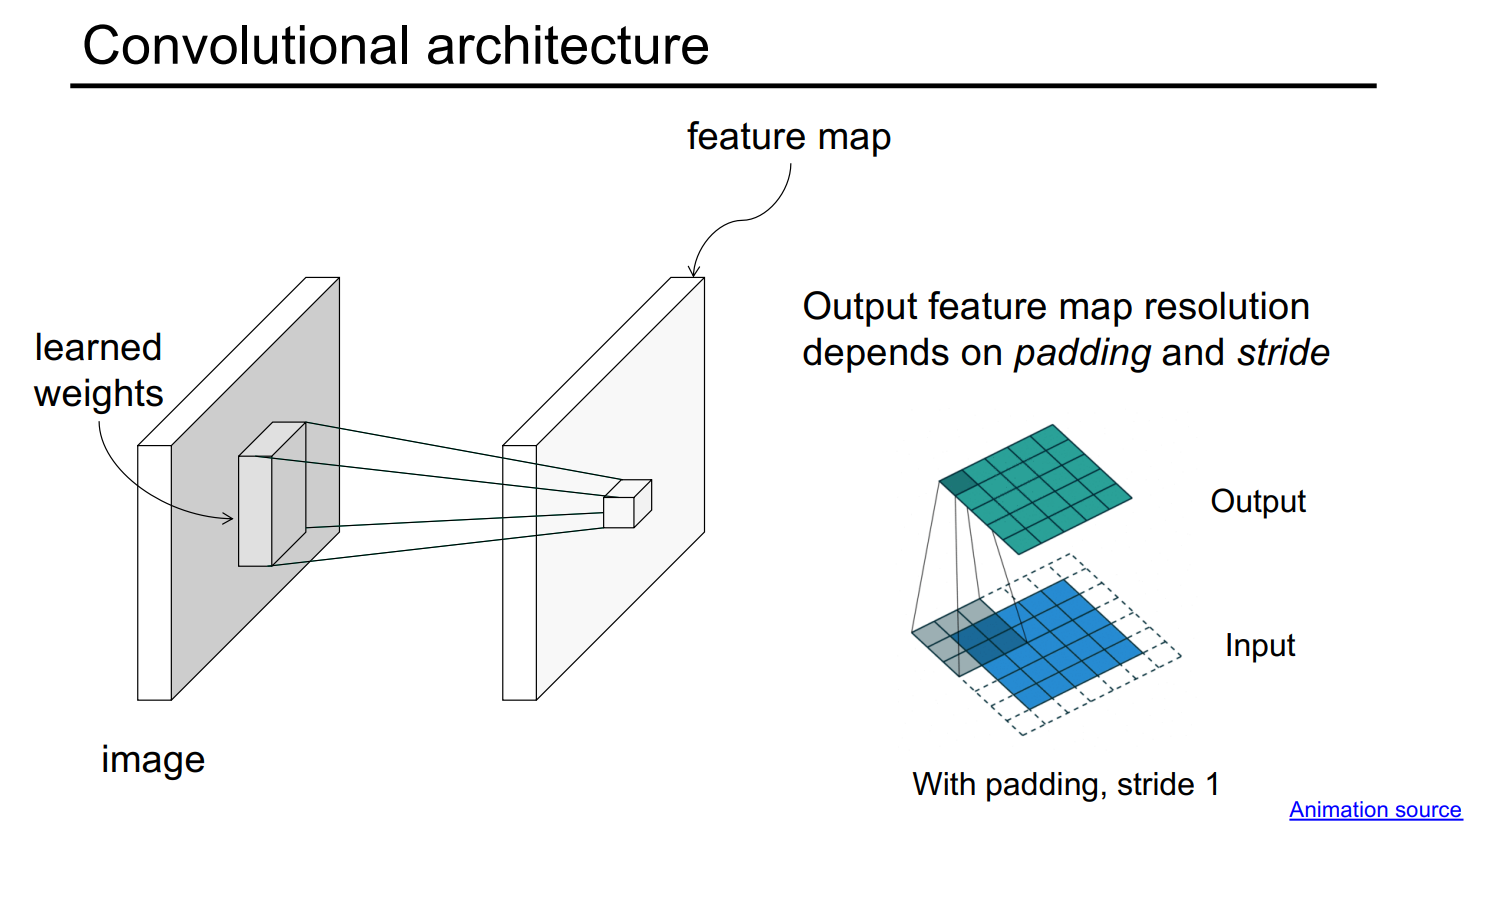 Convolutional architecture
feature map
learned
weights
image
Output feature map resolution
depends on padding and stride
Output
Input
With padding, stride 1
Animation source